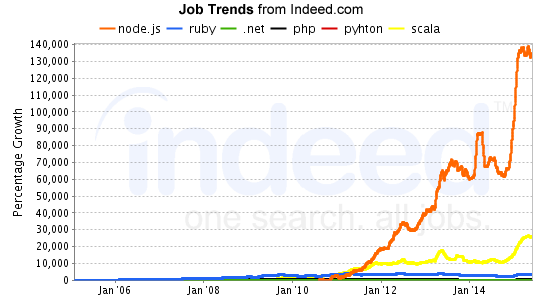 Job Trends from Indeed.com
node.js ruby .net php pyhton scala
140,000
130,000
120,000
110,000
100,000
90,000
80,000
70,000
60,000
50,000
40,000
30,000
20,000
10,000
0
Percentage Growth
indeed™
one search. all jobs.
Jan '06 Jan '08 Jan '10 Jan '12 Jan '14